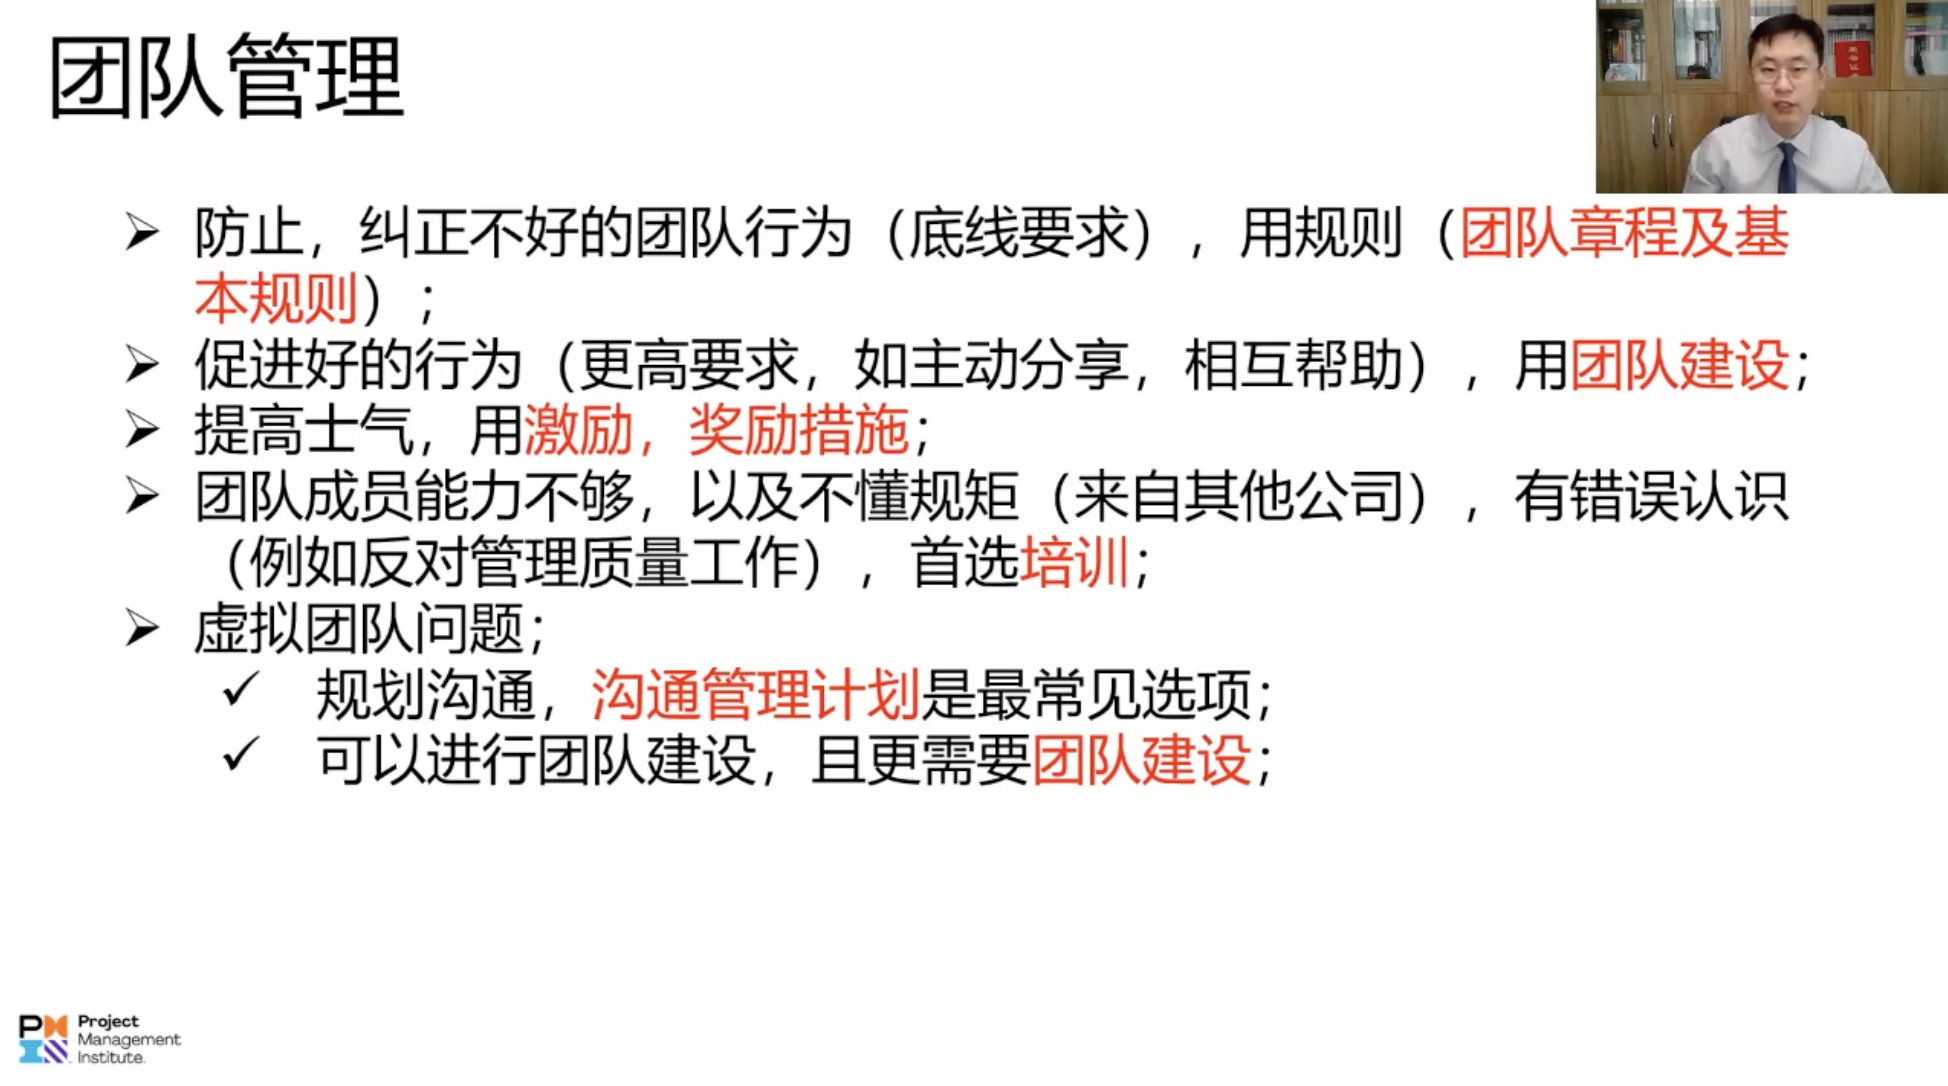 团队管理
➢ 防止，纠正不好的团队行为（底线要求），用规则（团队章程及基
本规则）；
➢ 促进好的行为（更高要求，如主动分享，相互帮助），用团队建设；
➢ 提高士气，用激励，奖励措施；
➢ 团队成员能力不够，以及不懂规矩（来自其他公司），有错误认识
（例如反对管理质量工作），首选培训；
➢ 虚拟团队问题；
✓ 规划沟通，沟通管理计划是最常见选项；
✓ 可以进行团队建设，且更需要团队建设；
Project
Management
Institute.